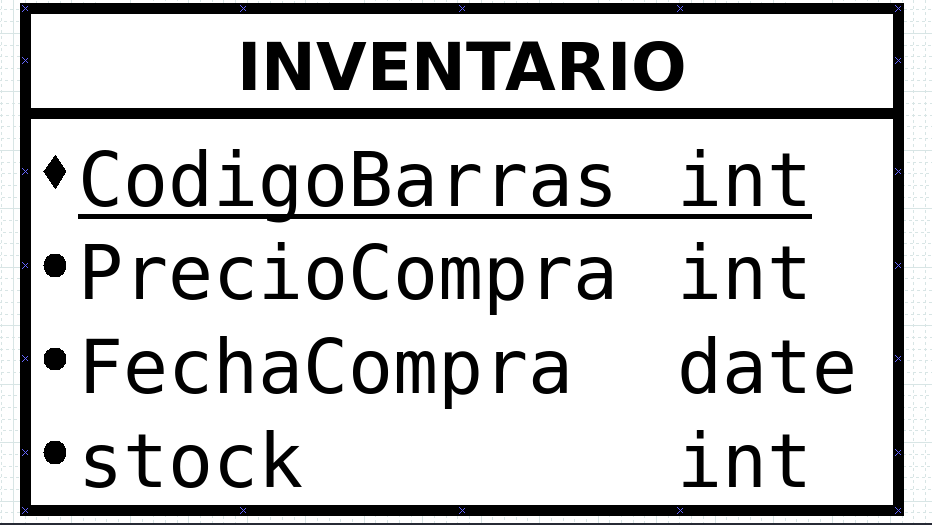 INVENTARIO
CodigoBarras int
PrecioCompra int
FechaCompra date
stock int